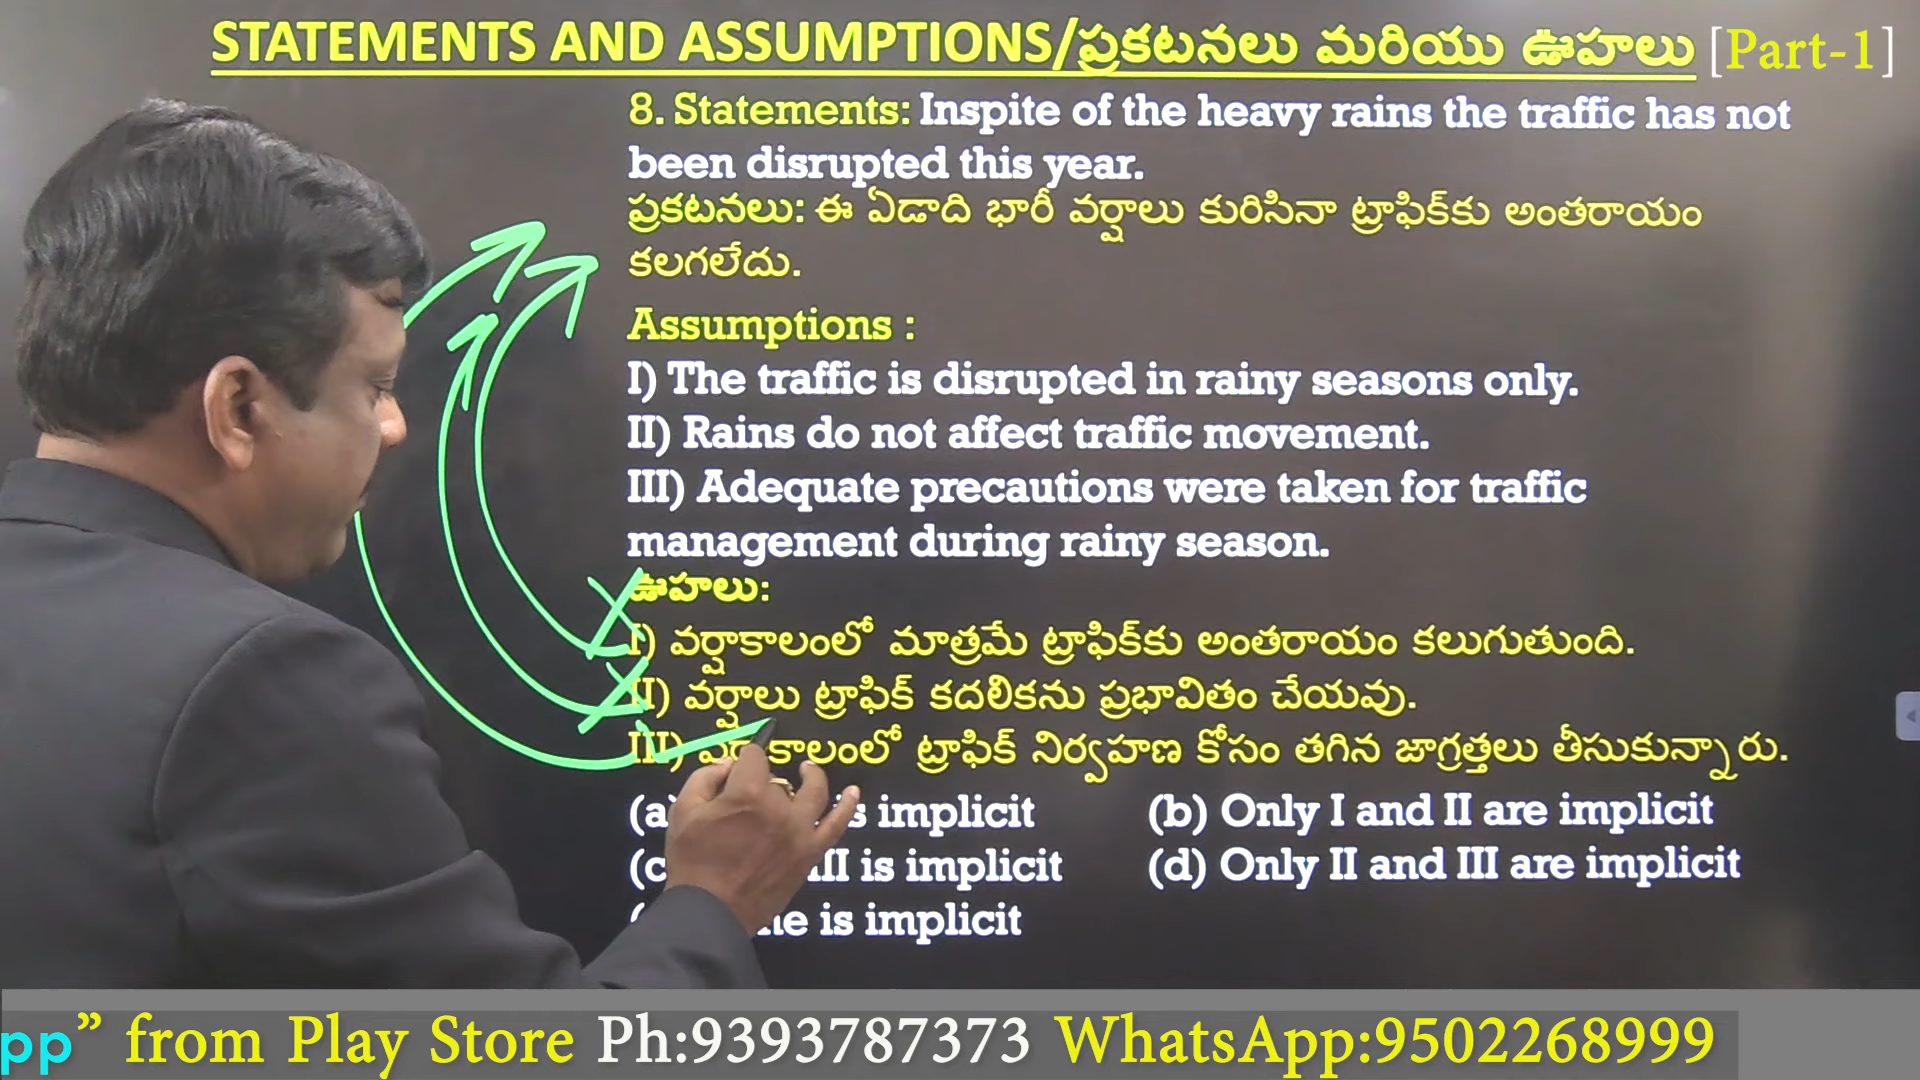 STATEMENTS AND ASSUMPTIONS/ప్రకటనలు మరియు ఊహలు [Part-1]
8. Statements: Inspite of the heavy rains the traffic has not
been disrupted this year.
ప్రకటనలు: ఈ ఏడాది భారీ వర్షాలు కురిసినా ట్రాఫిక్‌కు అంతరాయం
కలగలేదు.
Assumptions :
I) The traffic is disrupted in rainy seasons only.
II) Rains do not affect traffic movement.
III) Adequate precautions were taken for traffic
management during rainy season.
ఊహలు:
I) వర్షాకాలంలో మాత్రమే ట్రాఫిక్‌కు అంతరాయం కలుగుతుంది.
II) వర్షాలు ట్రాఫిక్ కదలికను ప్రభావితం చేయవు.
III) ట్రాఫిక్ నిర్వహణ కోసం తగిన జాగ్రత్తలు తీసుకున్నారు.
(a) is implicit (b) Only I and II are implicit
III is implicit (d) Only II and III are implicit
is implicit
pp” from Play Store Ph:9393787373 WhatsApp:9502268999